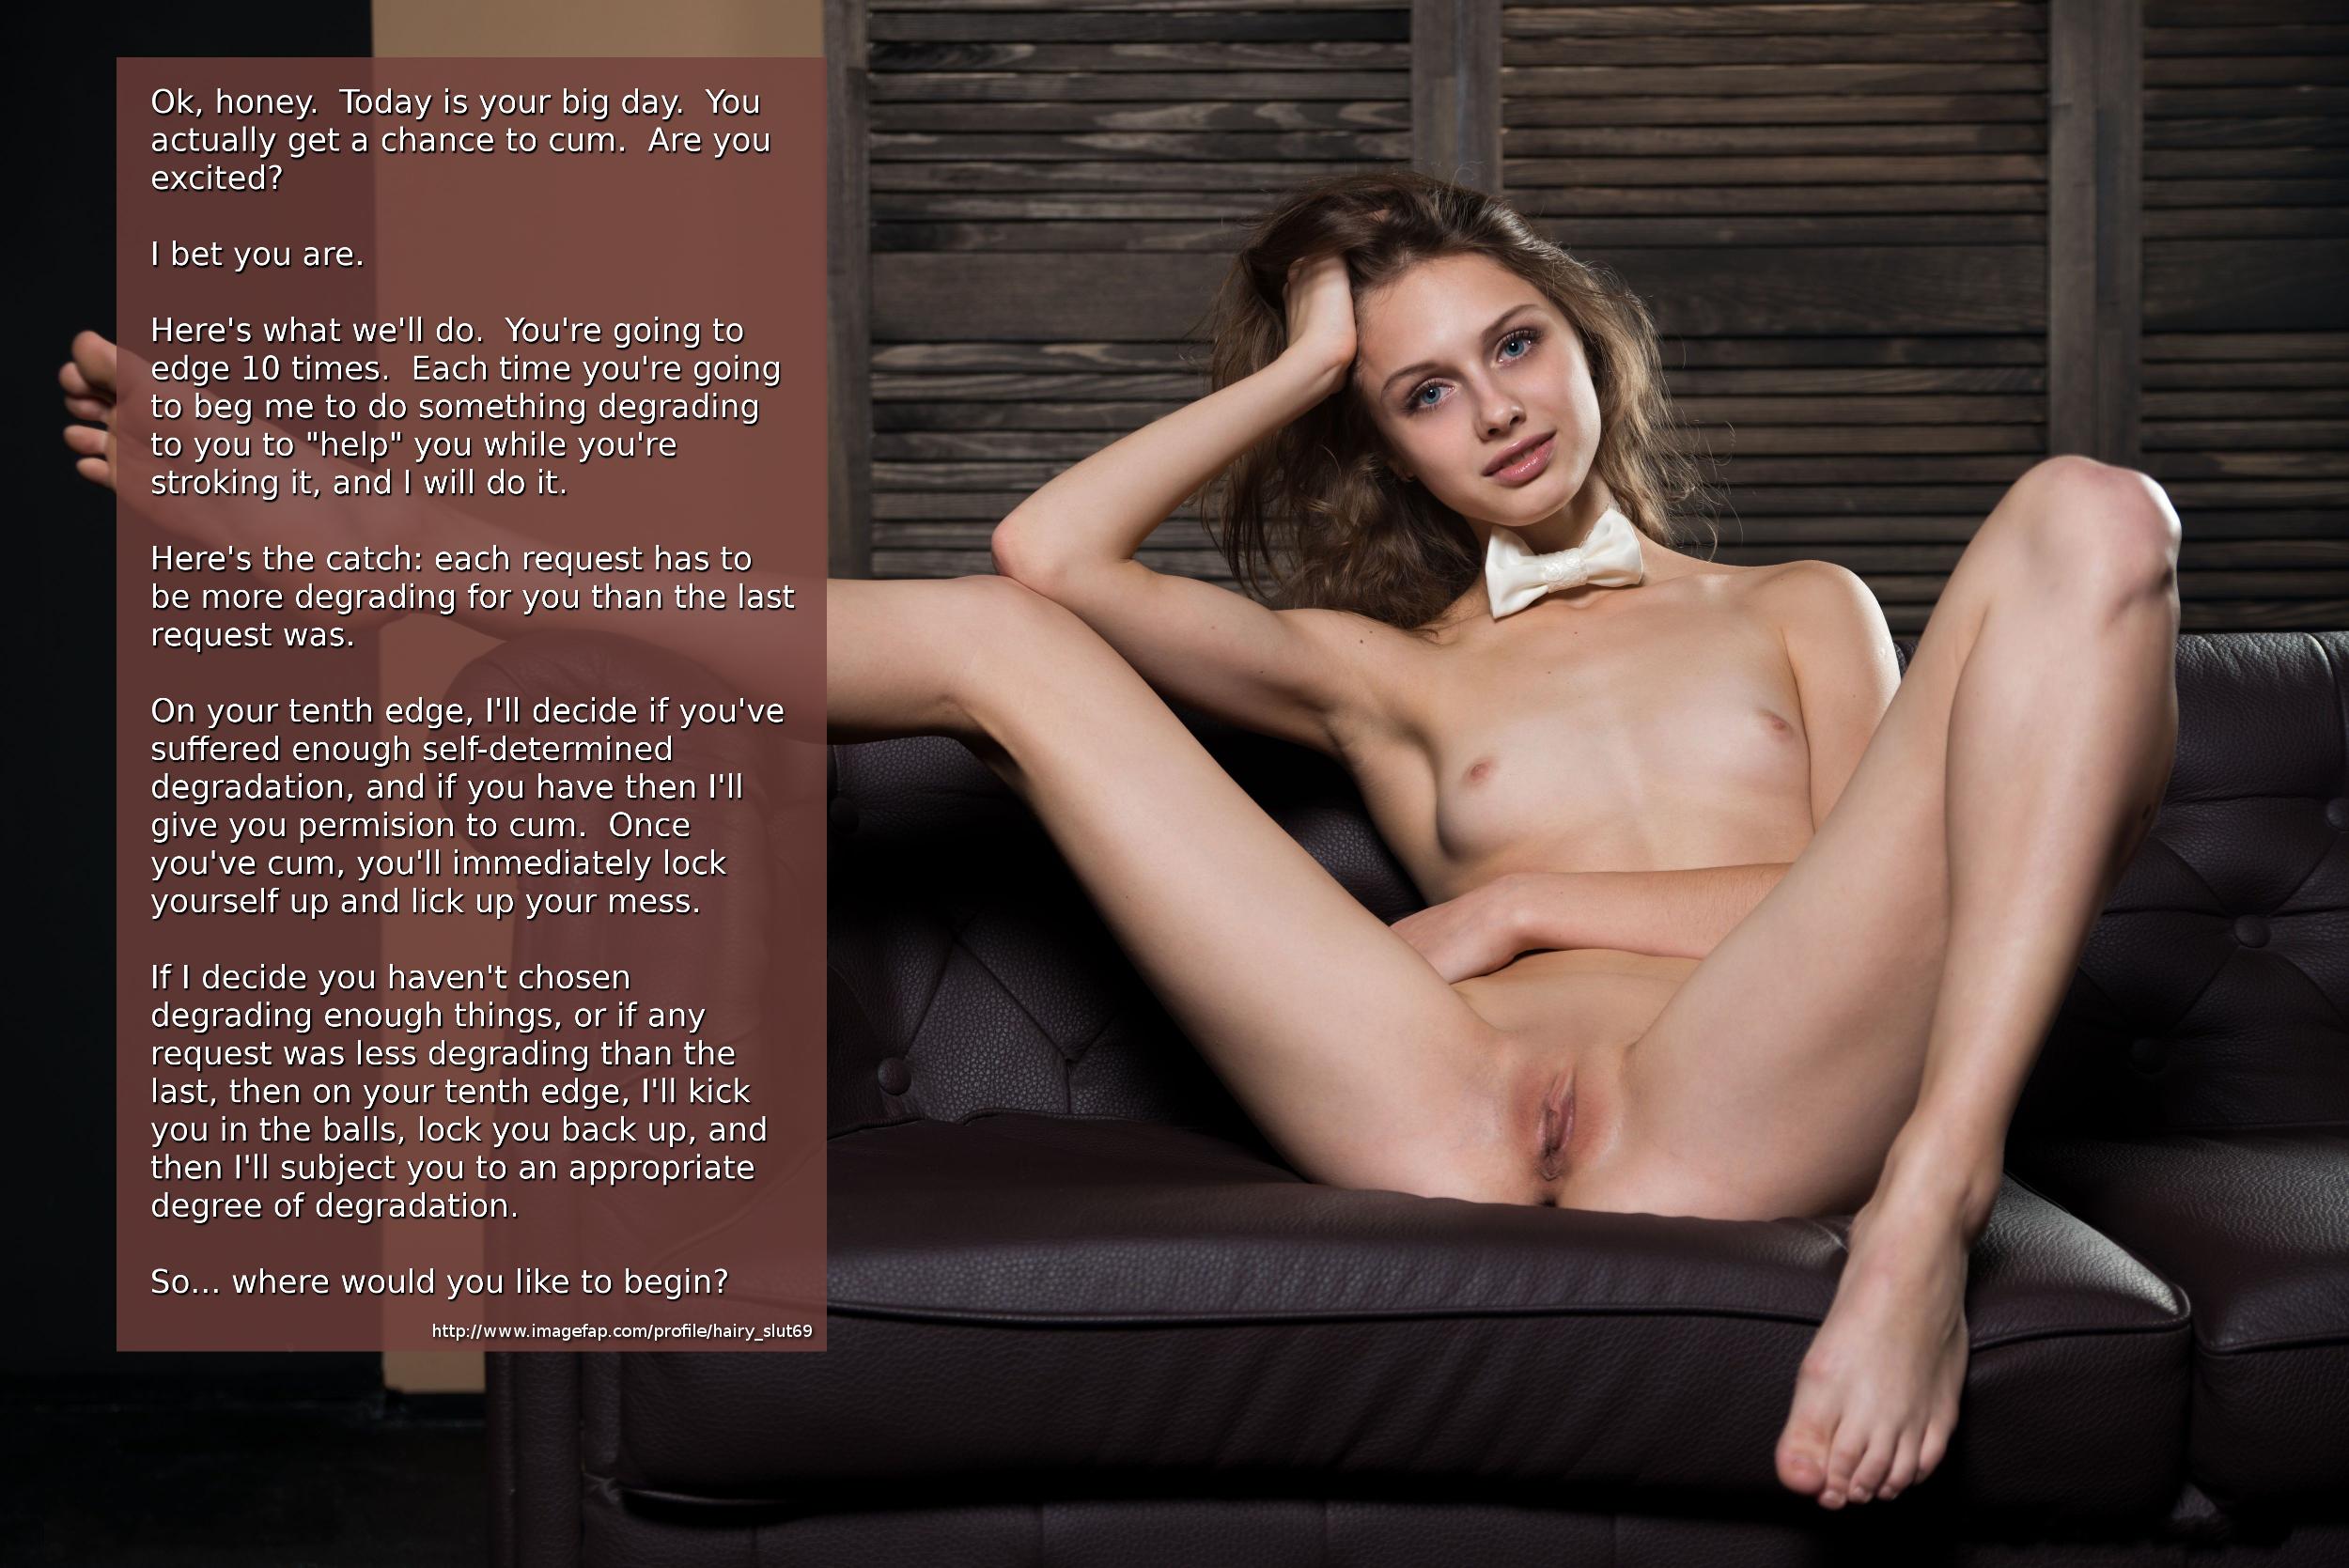 Ok, honey.  Today is your big day.  You
actually get a chance to cum.  Are you
excited?
I bet you are.
Here's what we'll do.  You're going to
edge 10 times.  Each time you're going
to beg me to do something degrading
to you to "help" you while you're
stroking it, and I will do it.
Here's the catch: each request has to
be more degrading for you than the last
request was.
On your tenth edge, I'll decide if you've
suffered enough self-determined
degradation, and if you have then I'll
give you permision to cum.  Once
you've cum, you'll immediately lock
yourself up and lick up your mess.
If I decide you haven't chosen
degrading enough things, or if any
request was less degrading than the
last, then on your tenth edge, I'll kick
you in the balls, lock you back up, and
then I'll subject you to an appropriate
degree of degradation.
So... where would you like to begin?
http://www.imagefap.com/profile/hairy_slut69